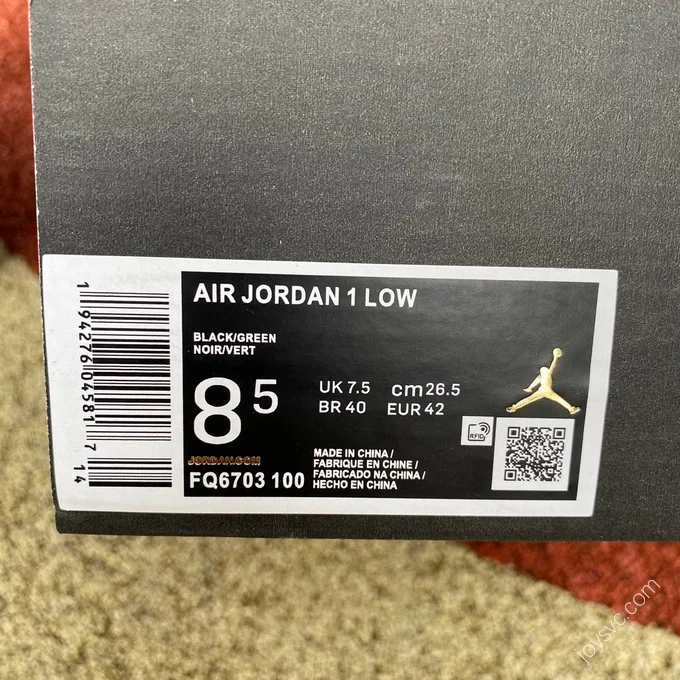 AIR JORDAN 1 LOW
BLACK/GREEN
NOIR/VERT
8 5
UK 7.5 cm 26.5
BR 40 EUR 42
RFID
JORDAN.COM
FQ6703 100
MADE IN CHINA /
FABRIQUE EN CHINE /
FABRICADO NA CHINA /
HECHO EN CHINA
1 94276 04581 7 14
joysvc.com